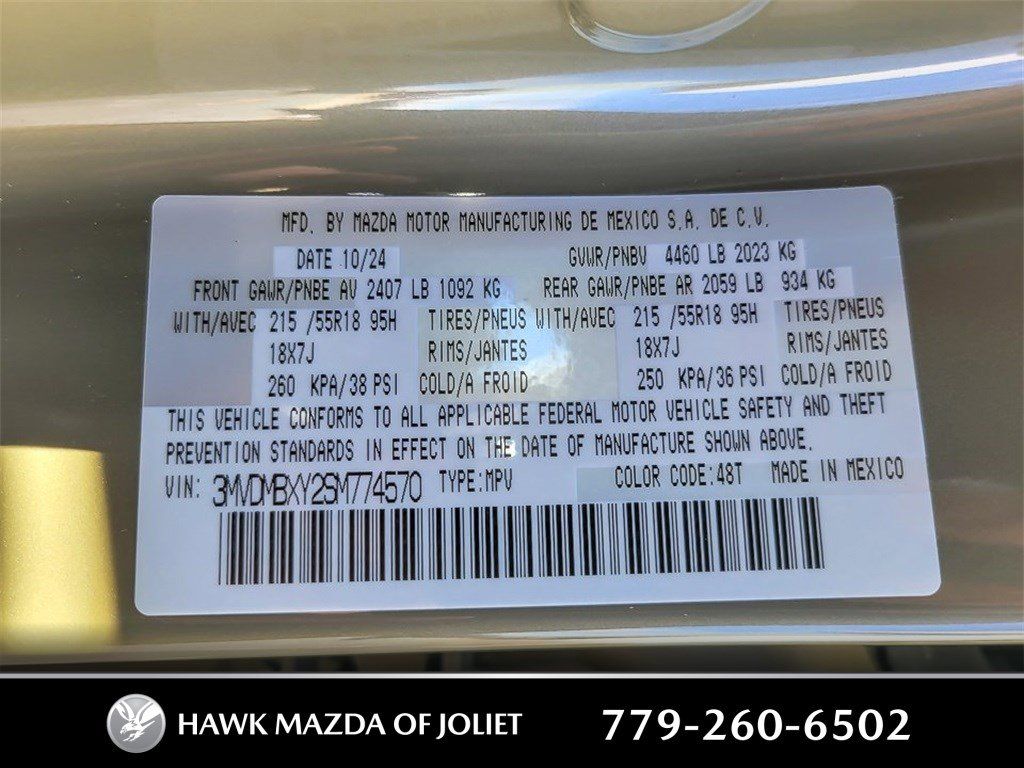 MFD. BY MAZDA MOTOR MANUFACTURING DE MEXICO S.A. DE C.V.
DATE 10/24 GVWR/PNBV 4460 LB 2023 KG
FRONT GAWR/PNBE AV 2407 LB 1092 KG REAR GAWR/PNBE AR 2059 LB 934 KG
WITH/AVEC 215 /55R18 95H TIRES/PNEUS WITH/AVEC 215 /55R18 95H TIRES/PNEUS
18X7J RIMS/JANTES 18X7J RIMS/JANTES
260 KPA/38 PSI COLD/A FROID 250 KPA/36 PSI COLD/A FROID
THIS VEHICLE CONFORMS TO ALL APPLICABLE FEDERAL MOTOR VEHICLE SAFETY AND THEFT
PREVENTION STANDARDS IN EFFECT ON THE DATE OF MANUFACTURE SHOWN ABOVE.
VIN: 3MVDMBXY2SM774570 TYPE:MPV COLOR CODE:48T MADE IN MEXICO
HAWK MAZDA OF JOLIET 779-260-6502